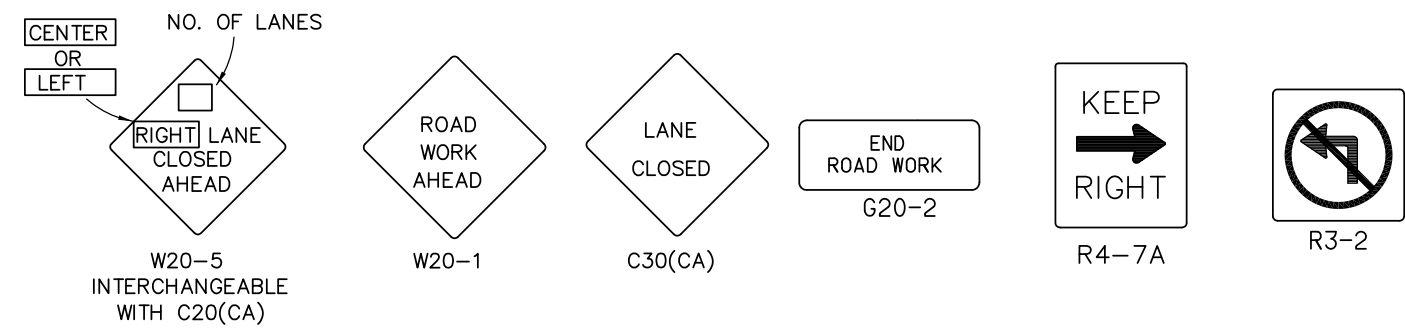 CENTER
OR
LEFT
NO. OF LANES
RIGHT LANE
CLOSED
AHEAD
W20-5
INTERCHANGEABLE
WITH C20(CA)
ROAD
WORK
AHEAD
W20-1
LANE
CLOSED
C30(CA)
END
ROAD WORK
G20-2
KEEP
RIGHT
R4-7A
R3-2